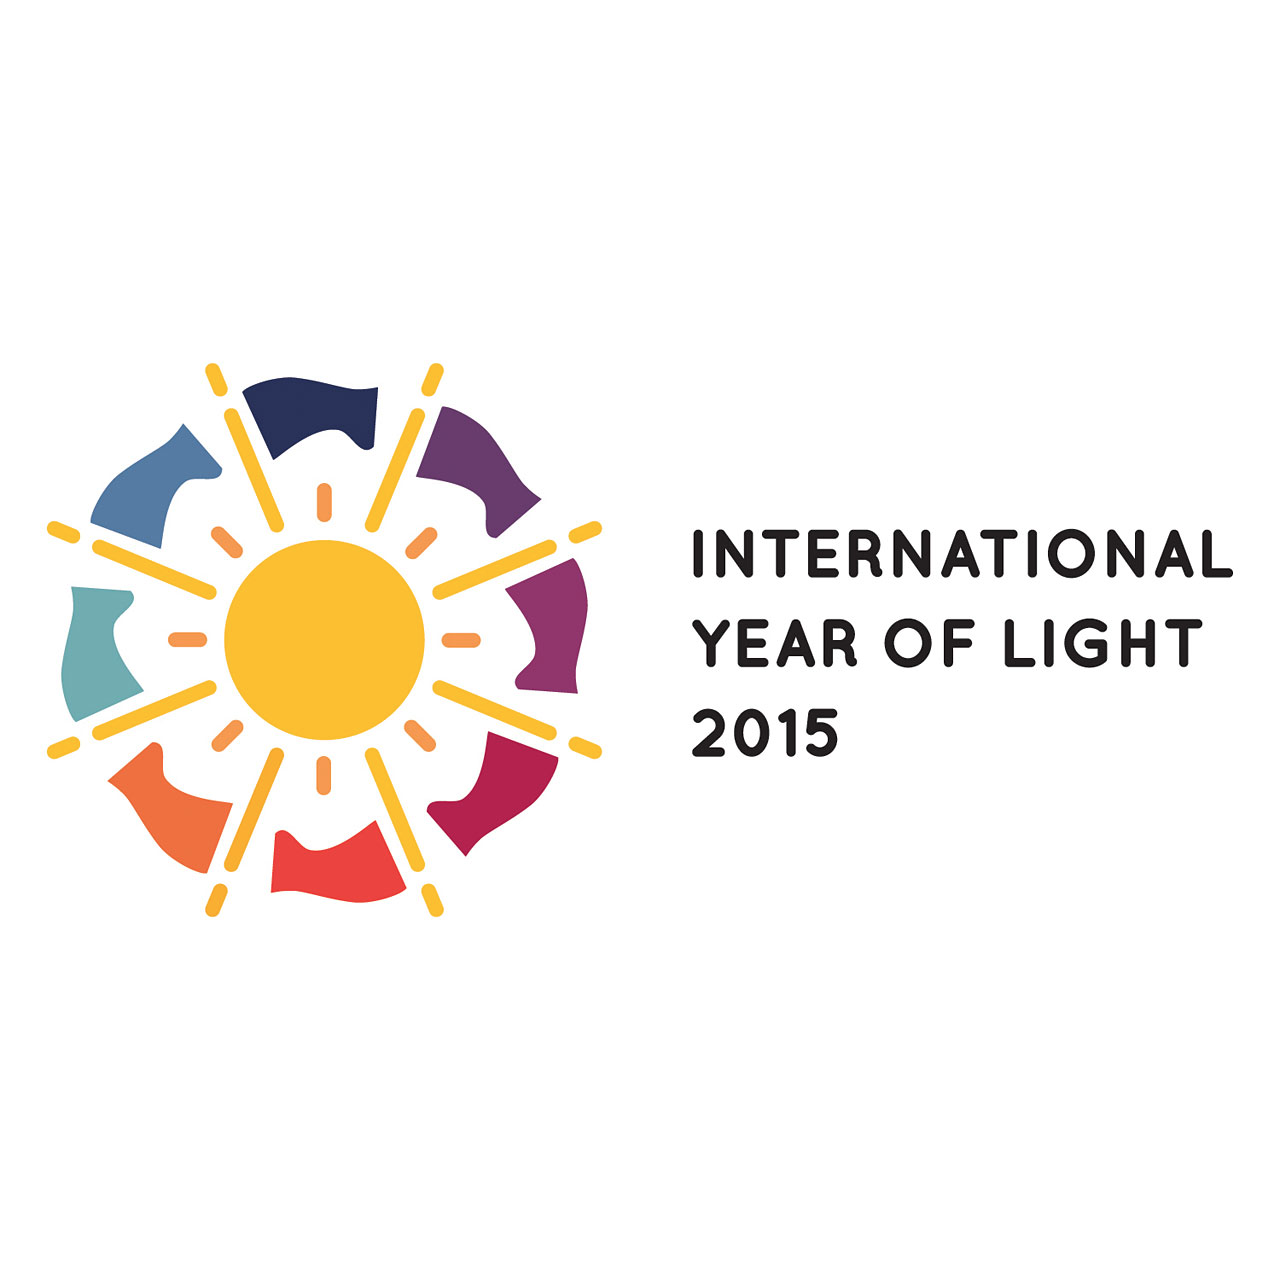 INTERNATIONAL
YEAR OF LIGHT
2015